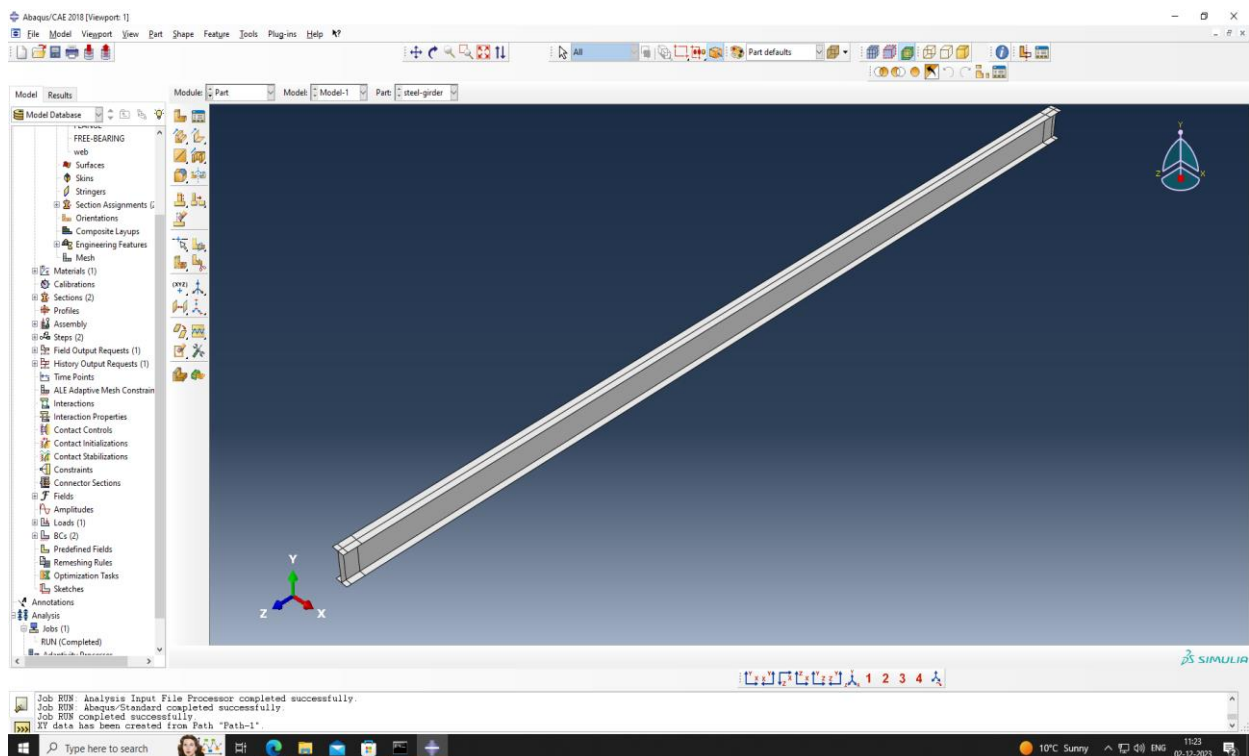 Abaqus/CAE 2018 [Viewport: 1]
File Model Viewport View Part Shape Feature Tools Plug-ins Help
All
Part defaults
Model Results
Module: Part Model: Model-1 Part: steel-girder
Model Database
FREE-BEARING
web
Surfaces
Skins
Stringers
Section Assignments (2
Orientations
Composite Layups
Engineering Features
Mesh
Materials (1)
Calibrations
Sections (2)
Profiles
Assembly
Steps (2)
Field Output Requests (1)
History Output Requests (1)
Time Points
ALE Adaptive Mesh Constrain
Interactions
Interaction Properties
Contact Controls
Contact Initializations
Contact Stabilizations
Constraints
Connector Sections
Fields
Amplitudes
Loads (1)
BCs (2)
Predefined Fields
Remeshing Rules
Optimization Tasks
Sketches
Annotations
Analysis
Jobs (1)
RUN (Completed)
(XYZ)
Y
Z X
Y
Z X
SIMULIA
1 2 3 4
Job RUN: Analysis Input File Processor completed successfully.
Job RUN: Abaqus/Standard completed successfully.
Job RUN completed successfully.
XY data has been created from Path "Path-1".
Type here to search
10°C Sunny
ENG
11:23
02-12-2023